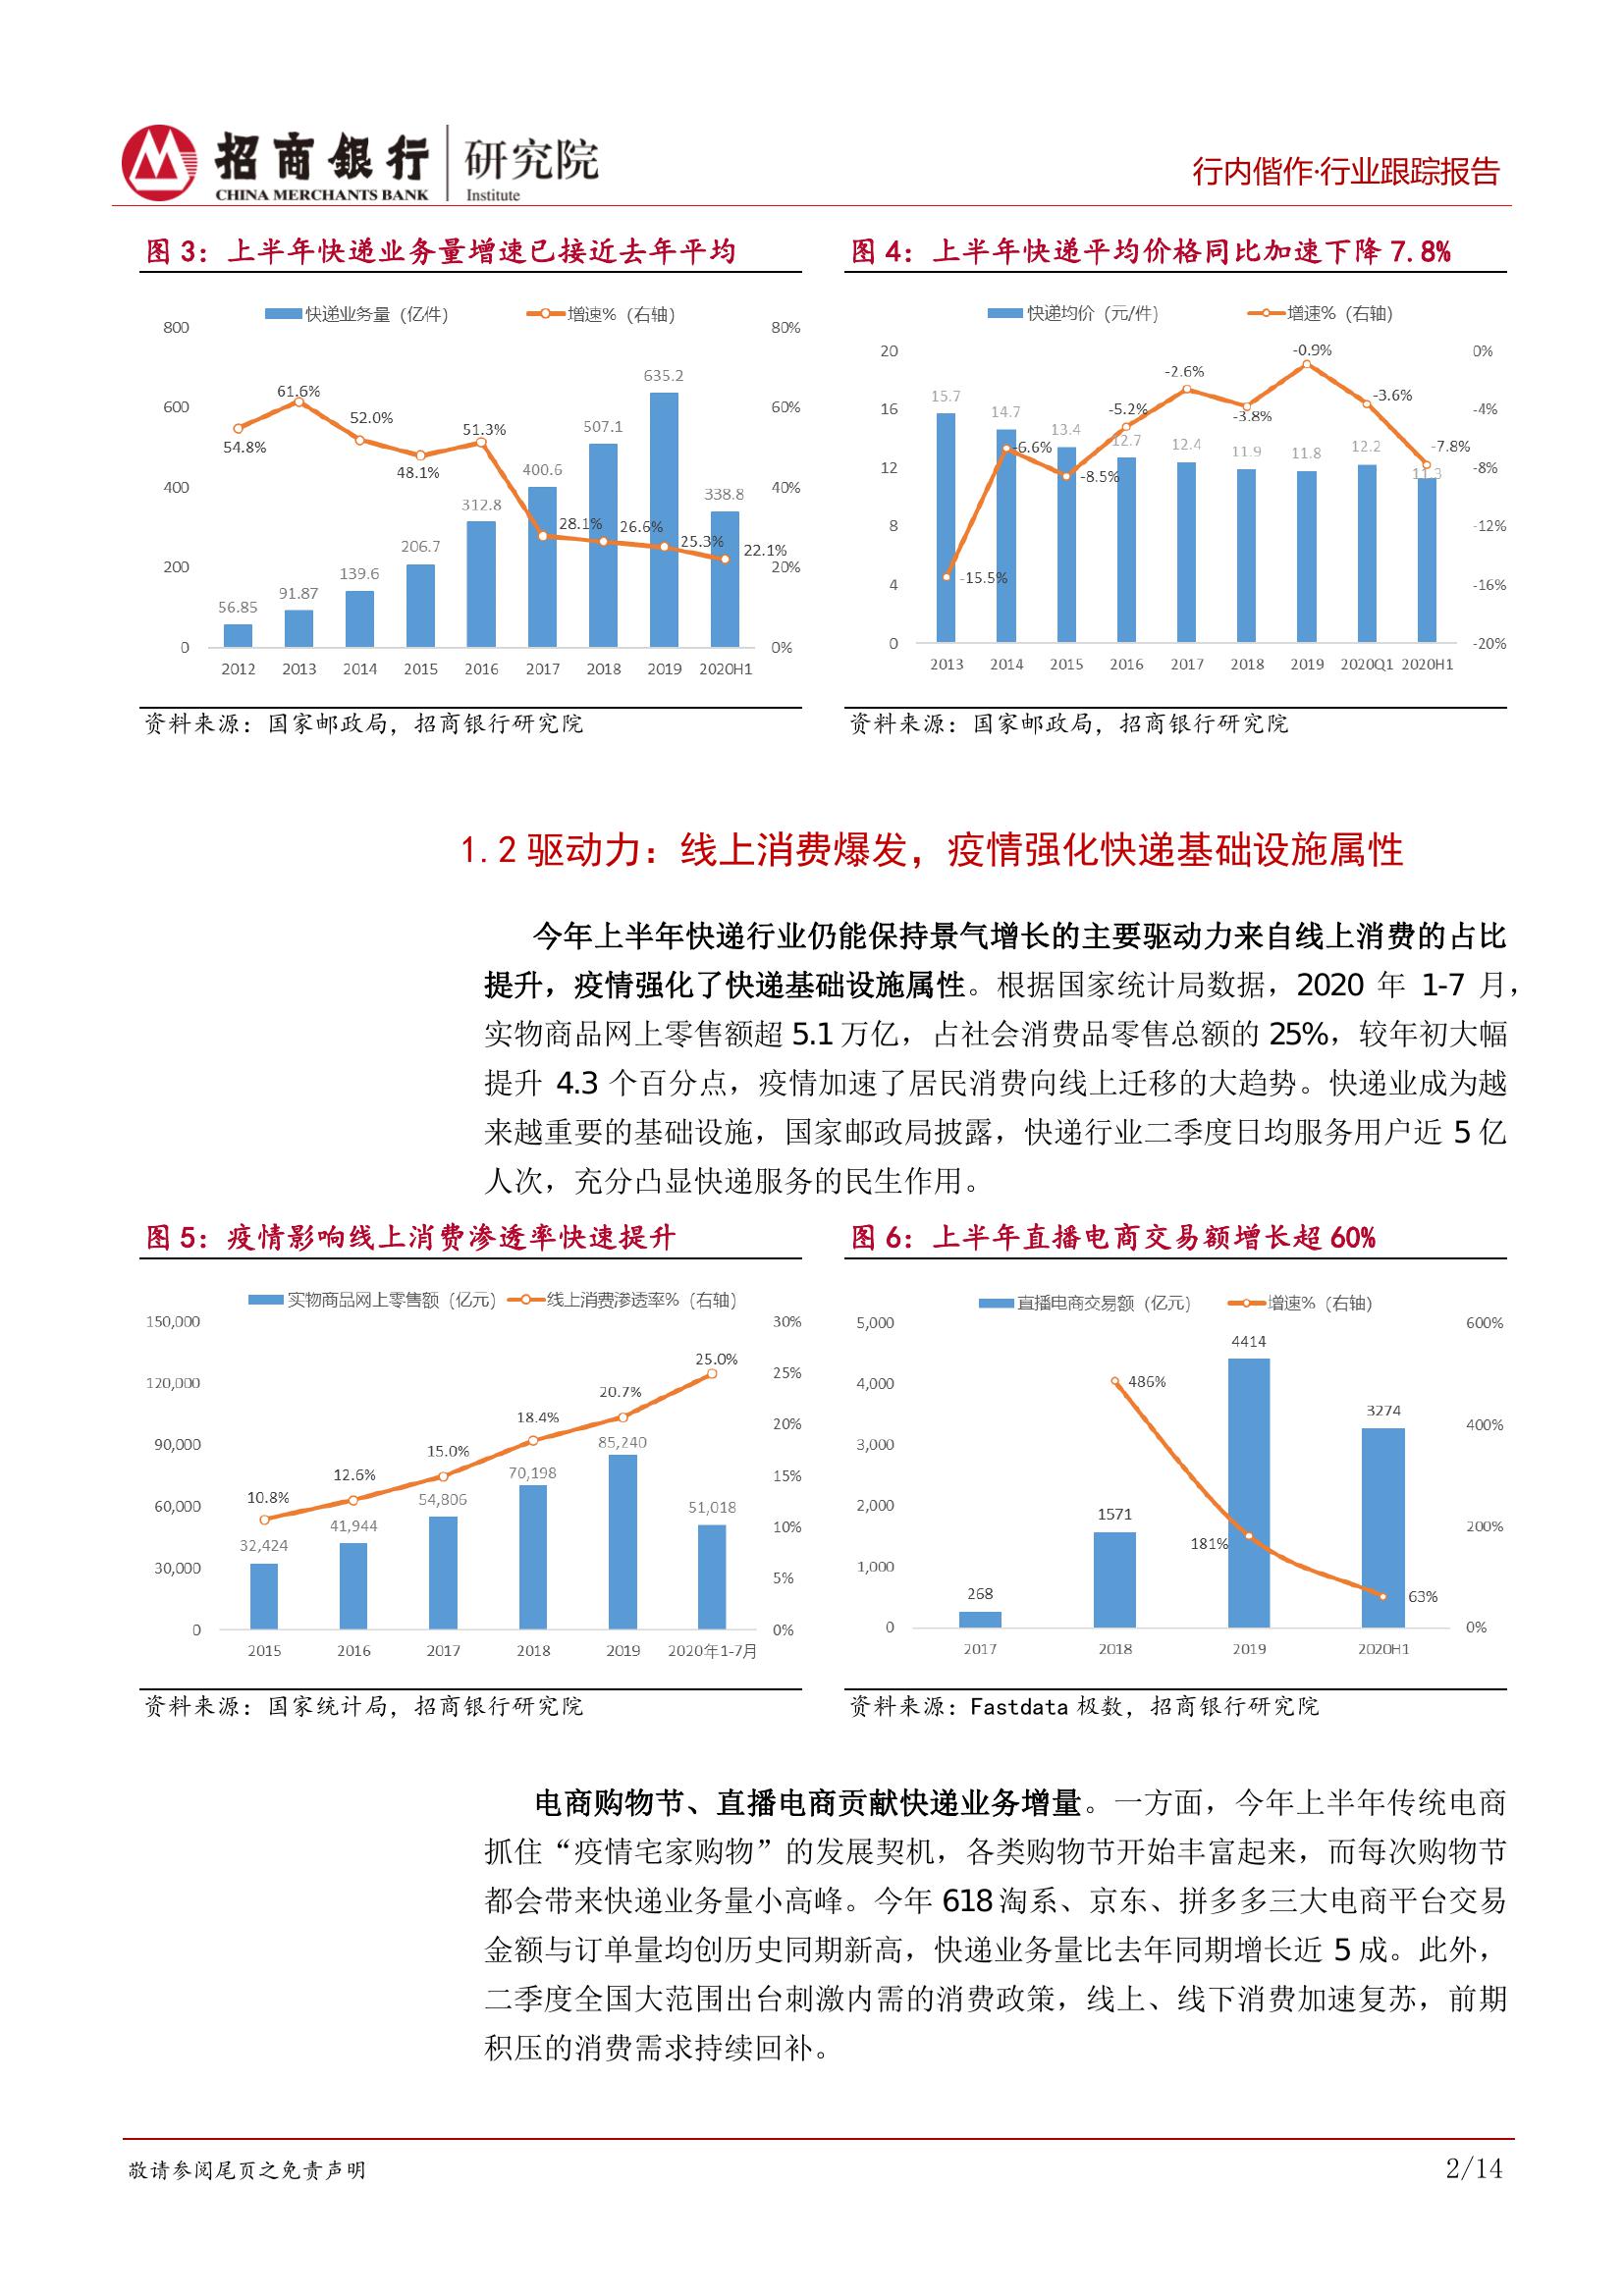 招商银行 研究院
CHINA MERCHANTS BANK Institute
行内偕作·行业跟踪报告
图 3：上半年快递业务量增速已接近去年平均
快递业务量（亿件） 增速%（右轴）
800 80%
600 60%
400 40%
200 20%
0 0%
56.85 91.87 139.6 206.7 312.8 400.6 507.1 635.2 338.8
54.8% 61.6% 52.0% 48.1% 51.3% 28.1% 26.6% 25.3% 22.1%
2012 2013 2014 2015 2016 2017 2018 2019 2020H1
资料来源：国家邮政局，招商银行研究院
图 4：上半年快递平均价格同比加速下降 7.8%
快递均价（元/件） 增速%（右轴）
20 0%
16 -4%
12 -8%
8 -12%
4 -16%
0 -20%
15.7 14.7 13.4 12.7 12.4 11.9 11.8 12.2 11.3
-15.5% -6.6% -8.5% -5.2% -2.6% -3.8% -0.9% -3.6% -7.8%
2013 2014 2015 2016 2017 2018 2019 2020Q1 2020H1
资料来源：国家邮政局，招商银行研究院
1.2 驱动力：线上消费爆发，疫情强化快递基础设施属性
今年上半年快递行业仍能保持景气增长的主要驱动力来自线上消费的占比
提升，疫情强化了快递基础设施属性。根据国家统计局数据，2020 年 1-7 月，
实物商品网上零售额超 5.1 万亿，占社会消费品零售总额的 25%，较年初大幅
提升 4.3 个百分点，疫情加速了居民消费向线上迁移的大趋势。快递业成为越
来越重要的基础设施，国家邮政局披露，快递行业二季度日均服务用户近 5 亿
人次，充分凸显快递服务的民生作用。
图 5：疫情影响线上消费渗透率快速提升
实物商品网上零售额（亿元） 线上消费渗透率%（右轴）
150,000 30%
120,000 25%
90,000 20%
60,000 15%
30,000 10%
0 5%
0%
32,424 41,944 54,806 70,198 85,240 51,018
10.8% 12.6% 15.0% 18.4% 20.7% 25.0%
2015 2016 2017 2018 2019 2020年1-7月
资料来源：国家统计局，招商银行研究院
图 6：上半年直播电商交易额增长超 60%
直播电商交易额（亿元） 增速%（右轴）
5,000 600%
4,000 400%
3,000 200%
2,000 0%
1,000
0
268 1571 4414 3274
486% 181% 63%
2017 2018 2019 2020H1
资料来源：Fastdata 极数，招商银行研究院
电商购物节、直播电商贡献快递业务增量。一方面，今年上半年传统电商
抓住“疫情宅家购物”的发展契机，各类购物节开始丰富起来，而每次购物节
都会带来快递业务量小高峰。今年 618 淘系、京东、拼多多三大电商平台交易
金额与订单量均创历史同期新高，快递业务量比去年同期增长近 5 成。此外，
二季度全国大范围出台刺激内需的消费政策，线上、线下消费加速复苏，前期
积压的消费需求持续回补。
敬请参阅尾页之免责声明 2/14